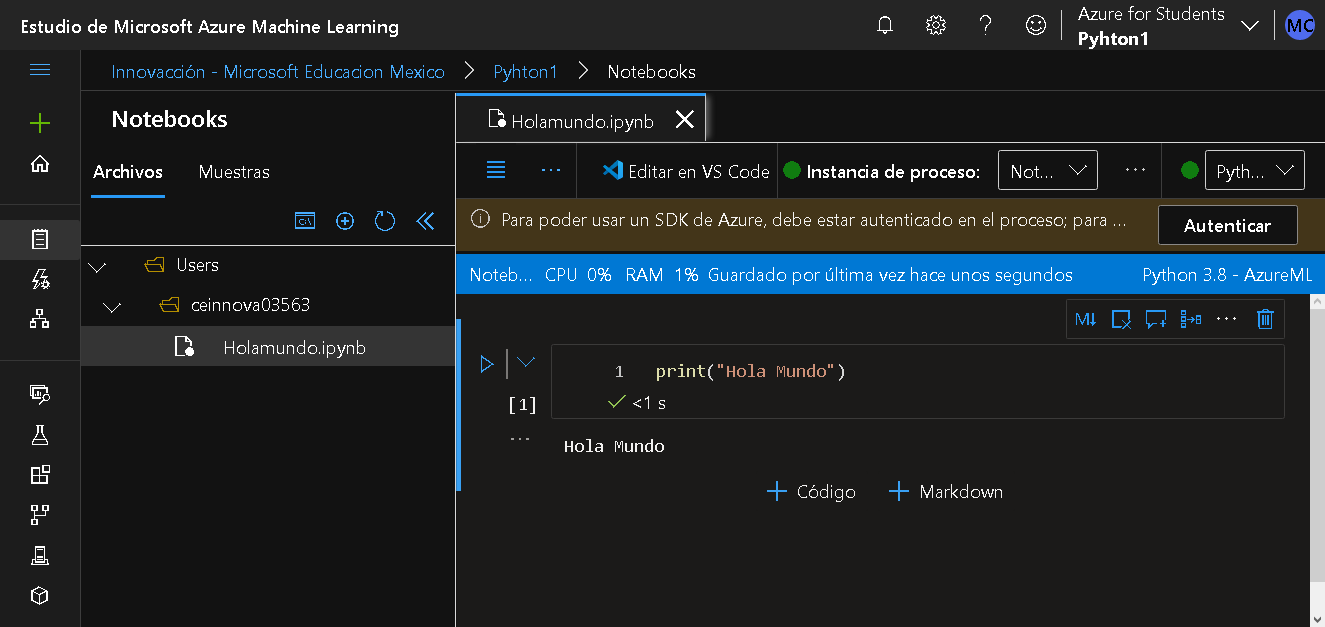 Estudio de Microsoft Azure Machine Learning
Azure for Students
Pyhton1
MC
Innovacción - Microsoft Educacion Mexico > Pyhton1 > Notebooks
Notebooks
Archivos Muestras
Users
ceinnova03563
Holamundo.ipynb
Holamundo.ipynb
... Editar en VS Code Instancia de proceso: Not... ... Pyth...
Para poder usar un SDK de Azure, debe estar autenticado en el proceso; para ... Autenticar
Noteb... CPU 0% RAM 1% Guardado por última vez hace unos segundos Python 3.8 - AzureML
M↓ ...
1 print("Hola Mundo")
[1] <1 s
...
Hola Mundo
+ Código + Markdown